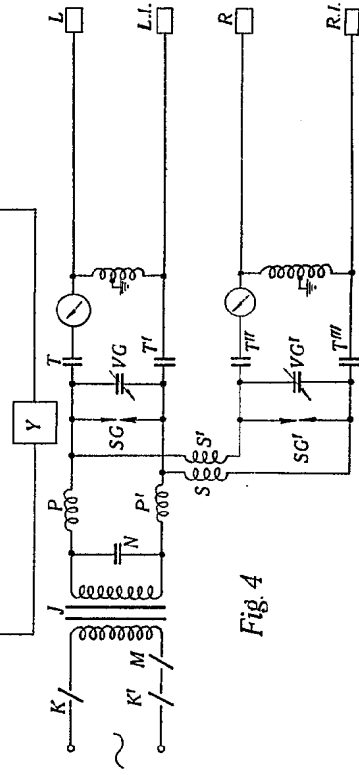 Y
L
L.I.
R
R.I.
T
VG
SG
T'
T"
VG'
SG'
T'''
P
P'
S'
S
N
J
K
K'
M
~
Fig. 4